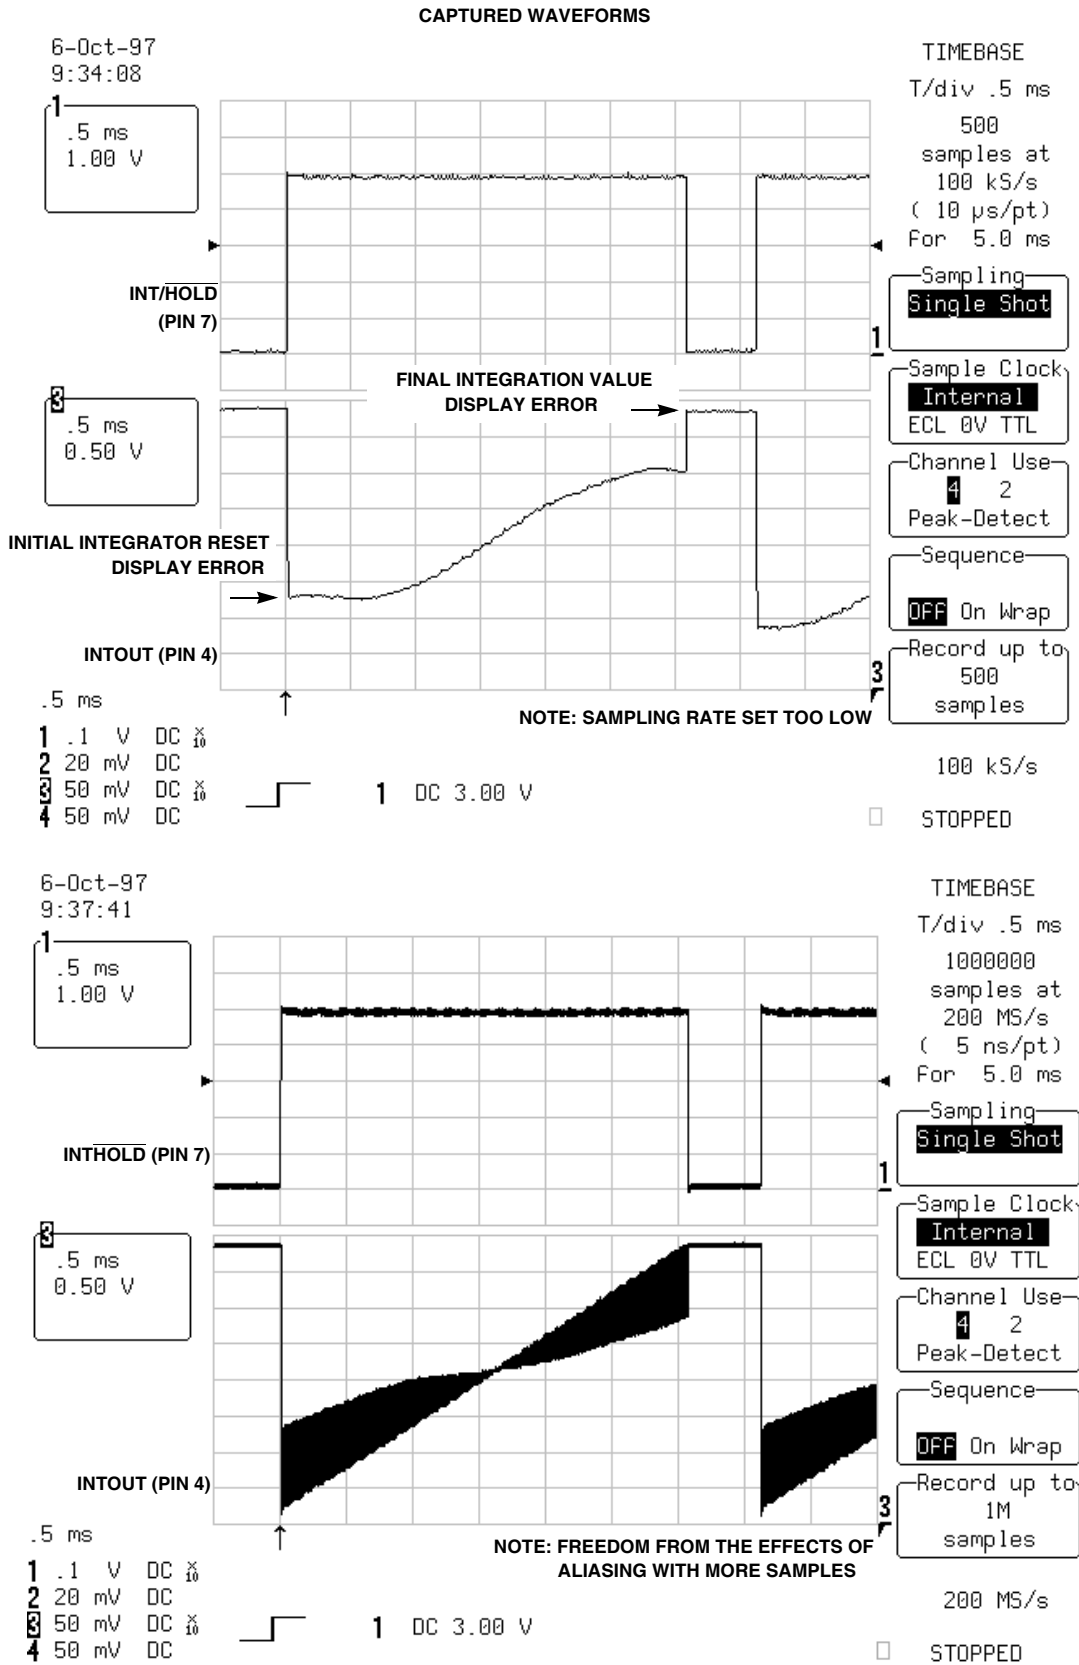 CAPTURED WAVEFORMS
6-Oct-97
9:34:08
1
.5 ms
1.00 V
INT/HOLD
(PIN 7)
3
.5 ms
0.50 V
FINAL INTEGRATION VALUE
DISPLAY ERROR
INITIAL INTEGRATOR RESET
DISPLAY ERROR
INTOUT (PIN 4)
1
3
NOTE: SAMPLING RATE SET TOO LOW
.5 ms
1 .1 V DC X10
2 20 mV DC
3 50 mV DC X10
4 50 mV DC
1 DC 3.00 V
TIMEBASE
T/div .5 ms
500
samples at
100 kS/s
( 10 µs/pt)
for 5.0 ms
Sampling
Single Shot
Sample Clock
Internal
ECL 0V TTL
Channel Use
4 2
Peak-Detect
Sequence
OFF On Wrap
Record up to
500
samples
100 kS/s
STOPPED
6-Oct-97
9:37:41
1
.5 ms
1.00 V
INTHOLD (PIN 7)
3
.5 ms
0.50 V
INTOUT (PIN 4)
1
3
NOTE: FREEDOM FROM THE EFFECTS OF
ALIASING WITH MORE SAMPLES
.5 ms
1 .1 V DC X10
2 20 mV DC
3 50 mV DC X10
4 50 mV DC
1 DC 3.00 V
TIMEBASE
T/div .5 ms
1000000
samples at
200 MS/s
( 5 ns/pt)
for 5.0 ms
Sampling
Single Shot
Sample Clock
Internal
ECL 0V TTL
Channel Use
4 2
Peak-Detect
Sequence
OFF On Wrap
Record up to
1M
samples
200 MS/s
STOPPED